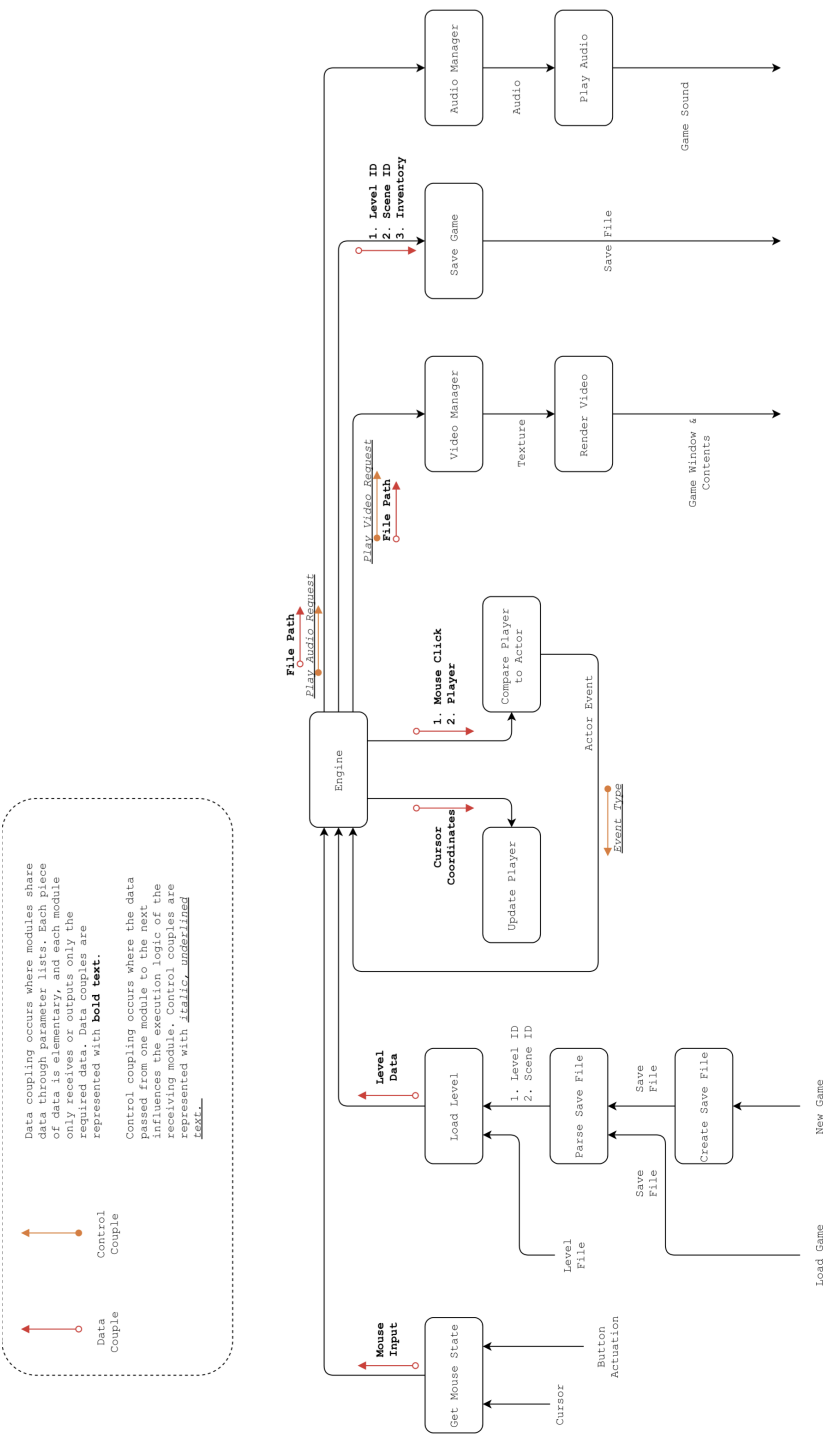 Data
Couple
Control
Couple
Data coupling occurs where modules share
data through parameter lists. Each piece
of data is elementary, and each module
only receives or outputs only the
required data. Data couples are
represented with bold text.
Control coupling occurs where the data
passed from one module to the next
influences the execution logic of the
receiving module. Control couples are
represented with italic, underlined
text.
Engine
File Path
Play Audio Request
Play Video Request
File Path
1. Level ID
2. Scene ID
3. Inventory
Mouse
Input
Level
Data
Cursor
Coordinates
1. Mouse Click
2. Player
Get Mouse State
Load Level
Video Manager
Save Game
Audio Manager
Cursor
Button
Actuation
Level
File
1. Level ID
2. Scene ID
Update Player
Compare Player
to Actor
Texture
Audio
Parse Save File
Render Video
Play Audio
Actor Event
Event Type
Save
File
Save
File
Create Save File
Game Window &
Contents
Save File
Game Sound
Load Game
New Game